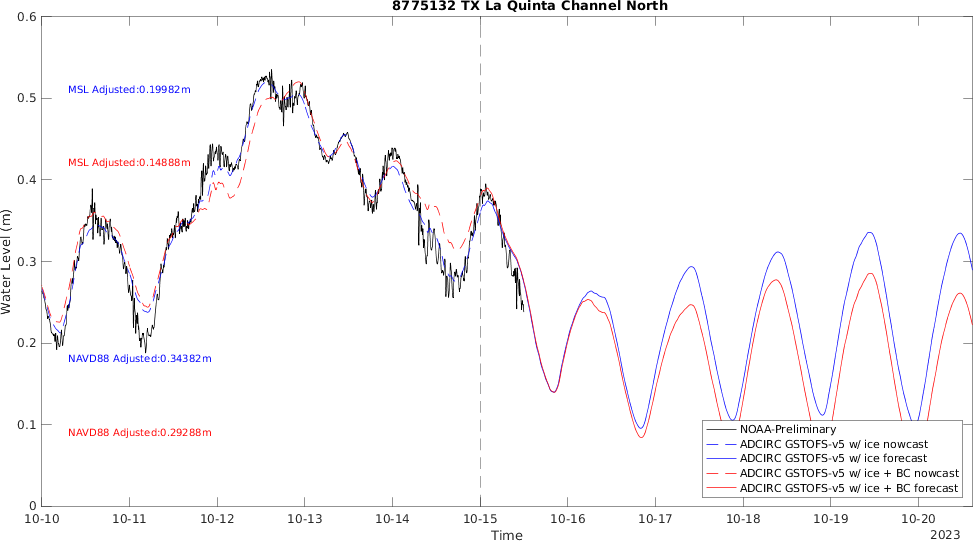 8775132 TX La Quinta Channel North
0.6
0.5
0.4
0.3
0.2
0.1
0
Water Level (m)
MSL Adjusted:0.19982m
MSL Adjusted:0.14888m
NAVD88 Adjusted:0.34382m
NAVD88 Adjusted:0.29288m
NOAA-Preliminary
ADCIRC GSTOFS-v5 w/ ice nowcast
ADCIRC GSTOFS-v5 w/ ice forecast
ADCIRC GSTOFS-v5 w/ ice + BC nowcast
ADCIRC GSTOFS-v5 w/ ice + BC forecast
10-10 10-11 10-12 10-13 10-14 10-15 10-16 10-17 10-18 10-19 10-20
Time
2023